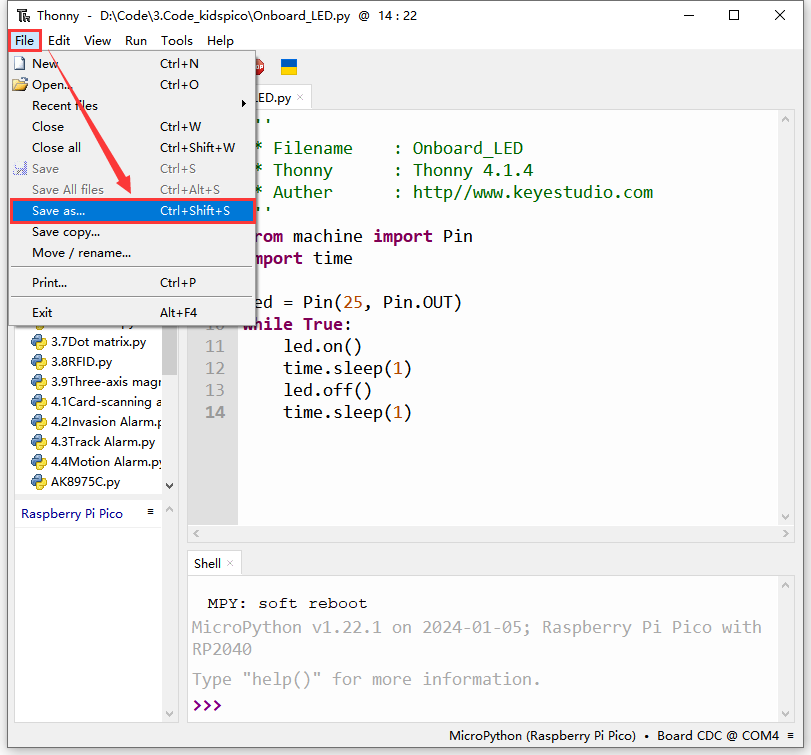 Thonny - D:\Code\3.Code_kidspico\Onboard_LED.py @ 14 : 22
File Edit View Run Tools Help
New Ctrl+N
Open... Ctrl+O
Recent files
Close Ctrl+W
Close all Ctrl+Shift+W
Save Ctrl+S
Save All files Ctrl+Alt+S
Save as... Ctrl+Shift+S
Save copy...
Move / rename...
Print... Ctrl+P
Exit Alt+F4
LED.py
''
* Filename : Onboard_LED
* Thonny : Thonny 4.1.4
* Auther : http//www.keyestudio.com
''
rom machine import Pin
mport time
ed = Pin(25, Pin.OUT)
while True:
11 led.on()
12 time.sleep(1)
13 led.off()
14 time.sleep(1)
3.7Dot matrix.py
3.8RFID.py
3.9Three-axis magr
4.1Card-scanning a
4.2Invasion Alarm.p
4.3Track Alarm.py
4.4Motion Alarm.py
AK8975C.py
Raspberry Pi Pico
Shell
MPY: soft reboot
MicroPython v1.22.1 on 2024-01-05; Raspberry Pi Pico with
RP2040
Type "help()" for more information.
>>>
MicroPython (Raspberry Pi Pico) • Board CDC @ COM4